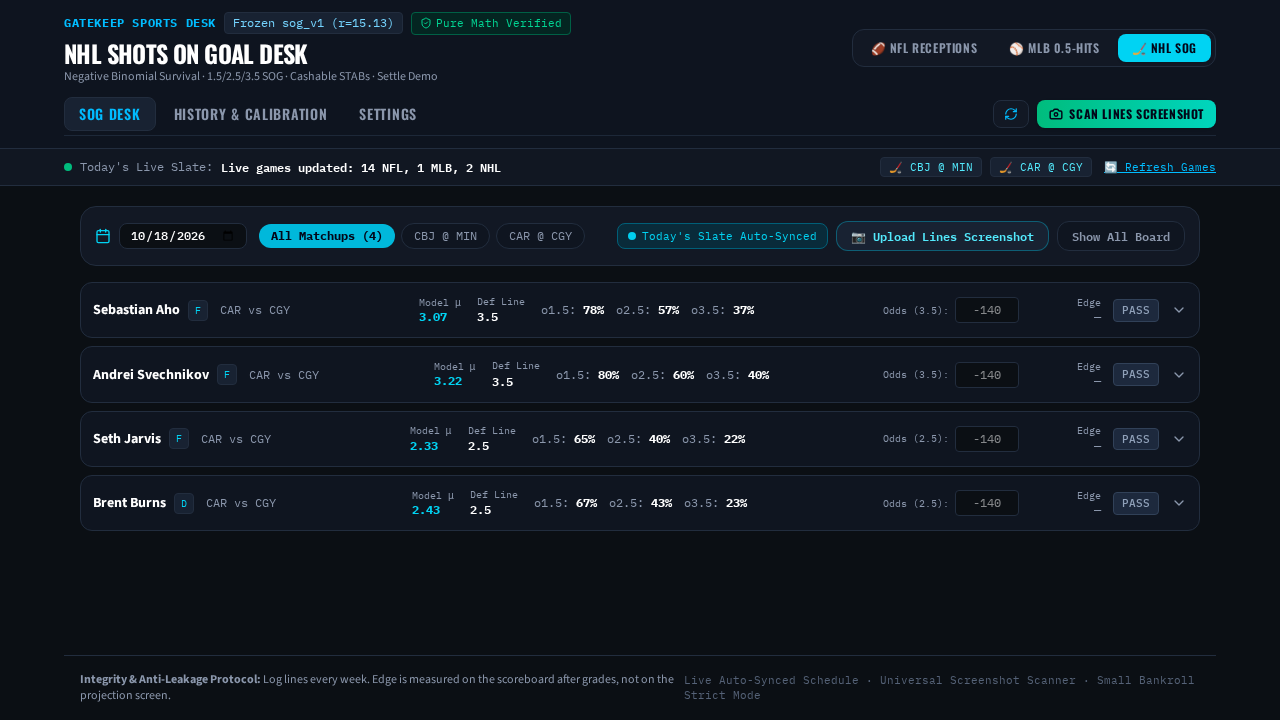 GATEKEEP SPORTS DESK Frozen sog_v1 (r=15.13) Pure Math Verified
NHL SHOTS ON GOAL DESK
Negative Binomial Survival · 1.5/2.5/3.5 SOG · Cashable STABs · Settle Demo
🏈 NFL RECEPTIONS ⚾ MLB 0.5-HITS 🏒 NHL SOG
SOG DESK HISTORY & CALIBRATION SETTINGS
SCAN LINES SCREENSHOT
Today's Live Slate: Live games updated: 14 NFL, 1 MLB, 2 NHL
🏒 CBJ @ MIN 🏒 CAR @ CGY 🔄 Refresh Games
10/18/2026 All Matchups (4) CBJ @ MIN CAR @ CGY
Today's Slate Auto-Synced 📷 Upload Lines Screenshot Show All Board
Sebastian Aho F CAR vs CGY
Model μ 3.07
Def Line 3.5
o1.5: 78% o2.5: 57% o3.5: 37%
Odds (3.5): -140
Edge —
PASS
Andrei Svechnikov F CAR vs CGY
Model μ 3.22
Def Line 3.5
o1.5: 80% o2.5: 60% o3.5: 40%
Odds (3.5): -140
Edge —
PASS
Seth Jarvis F CAR vs CGY
Model μ 2.33
Def Line 2.5
o1.5: 65% o2.5: 40% o3.5: 22%
Odds (2.5): -140
Edge —
PASS
Brent Burns D CAR vs CGY
Model μ 2.43
Def Line 2.5
o1.5: 67% o2.5: 43% o3.5: 23%
Odds (2.5): -140
Edge —
PASS
Integrity & Anti-Leakage Protocol: Log lines every week. Edge is measured on the scoreboard after grades, not on the
projection screen.
Live Auto-Synced Schedule · Universal Screenshot Scanner · Small Bankroll
Strict Mode